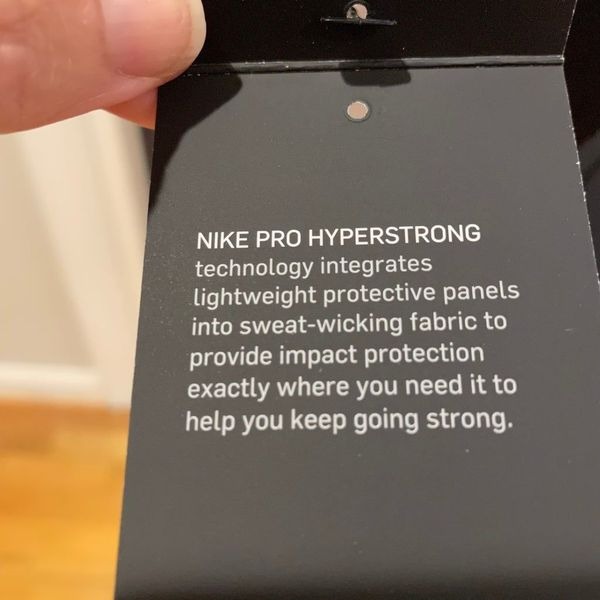 NIKE PRO HYPERSTRONG
technology integrates
lightweight protective panels
into sweat-wicking fabric to
provide impact protection
exactly where you need it to
help you keep going strong.